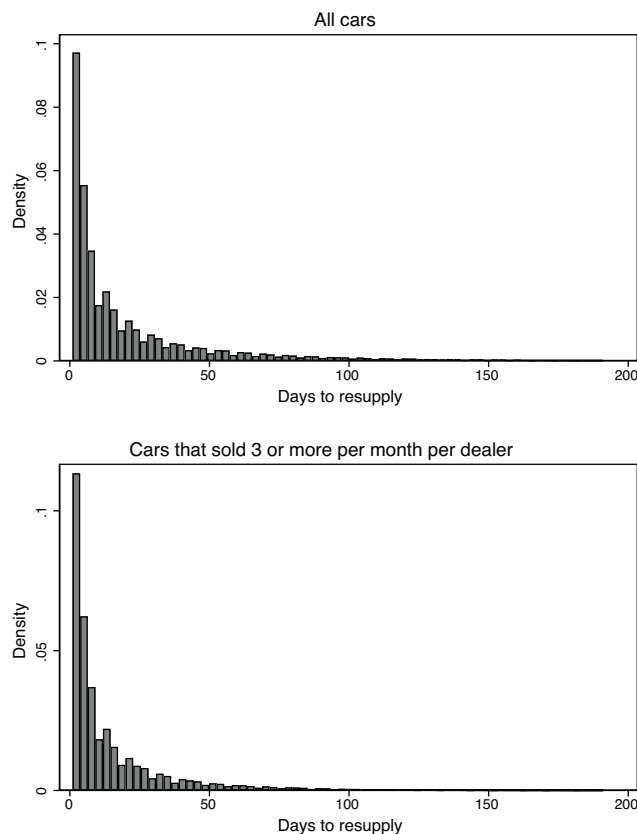 All cars
.1
.08
.06
.04
.02
0
Density
0 50 100 150 200
Days to resupply
Cars that sold 3 or more per month per dealer
.1
.05
0
Density
0 50 100 150 200
Days to resupply